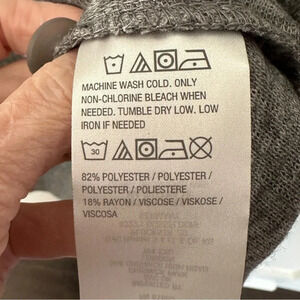 MACHINE WASH COLD. ONLY
NON-CHLORINE BLEACH WHEN
NEEDED. TUMBLE DRY LOW. LOW
IRON IF NEEDED
30
82% POLYESTER / POLYESTER /
POLYESTER / POLIESTERE
18% RAYON / VISCOSE / VISKOSE /
VISCOSA